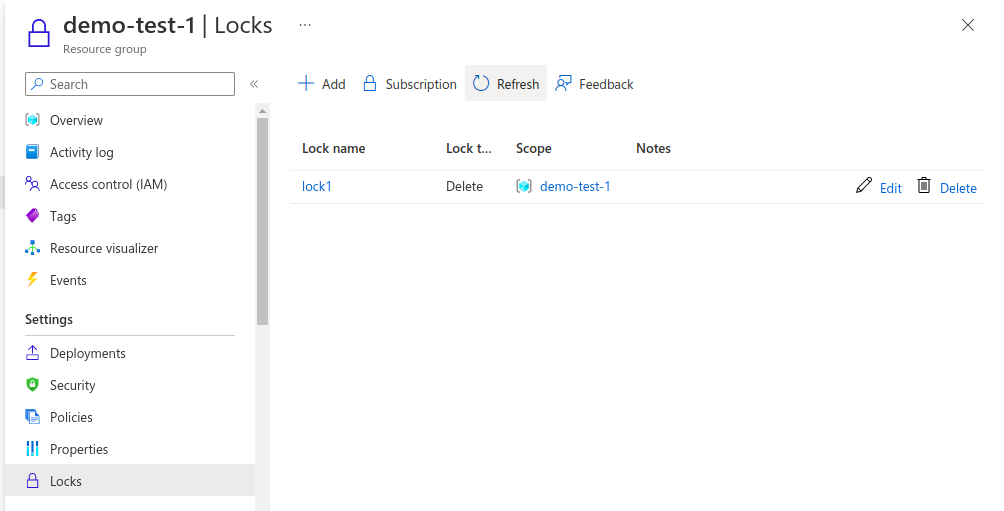 demo-test-1 | Locks ...
Resource group
Search «
Overview
Activity log
Access control (IAM)
Tags
Resource visualizer
Events
Settings
Deployments
Security
Policies
Properties
Locks
Add Subscription Refresh Feedback
Lock name Lock t... Scope Notes
lock1 Delete demo-test-1 Edit Delete